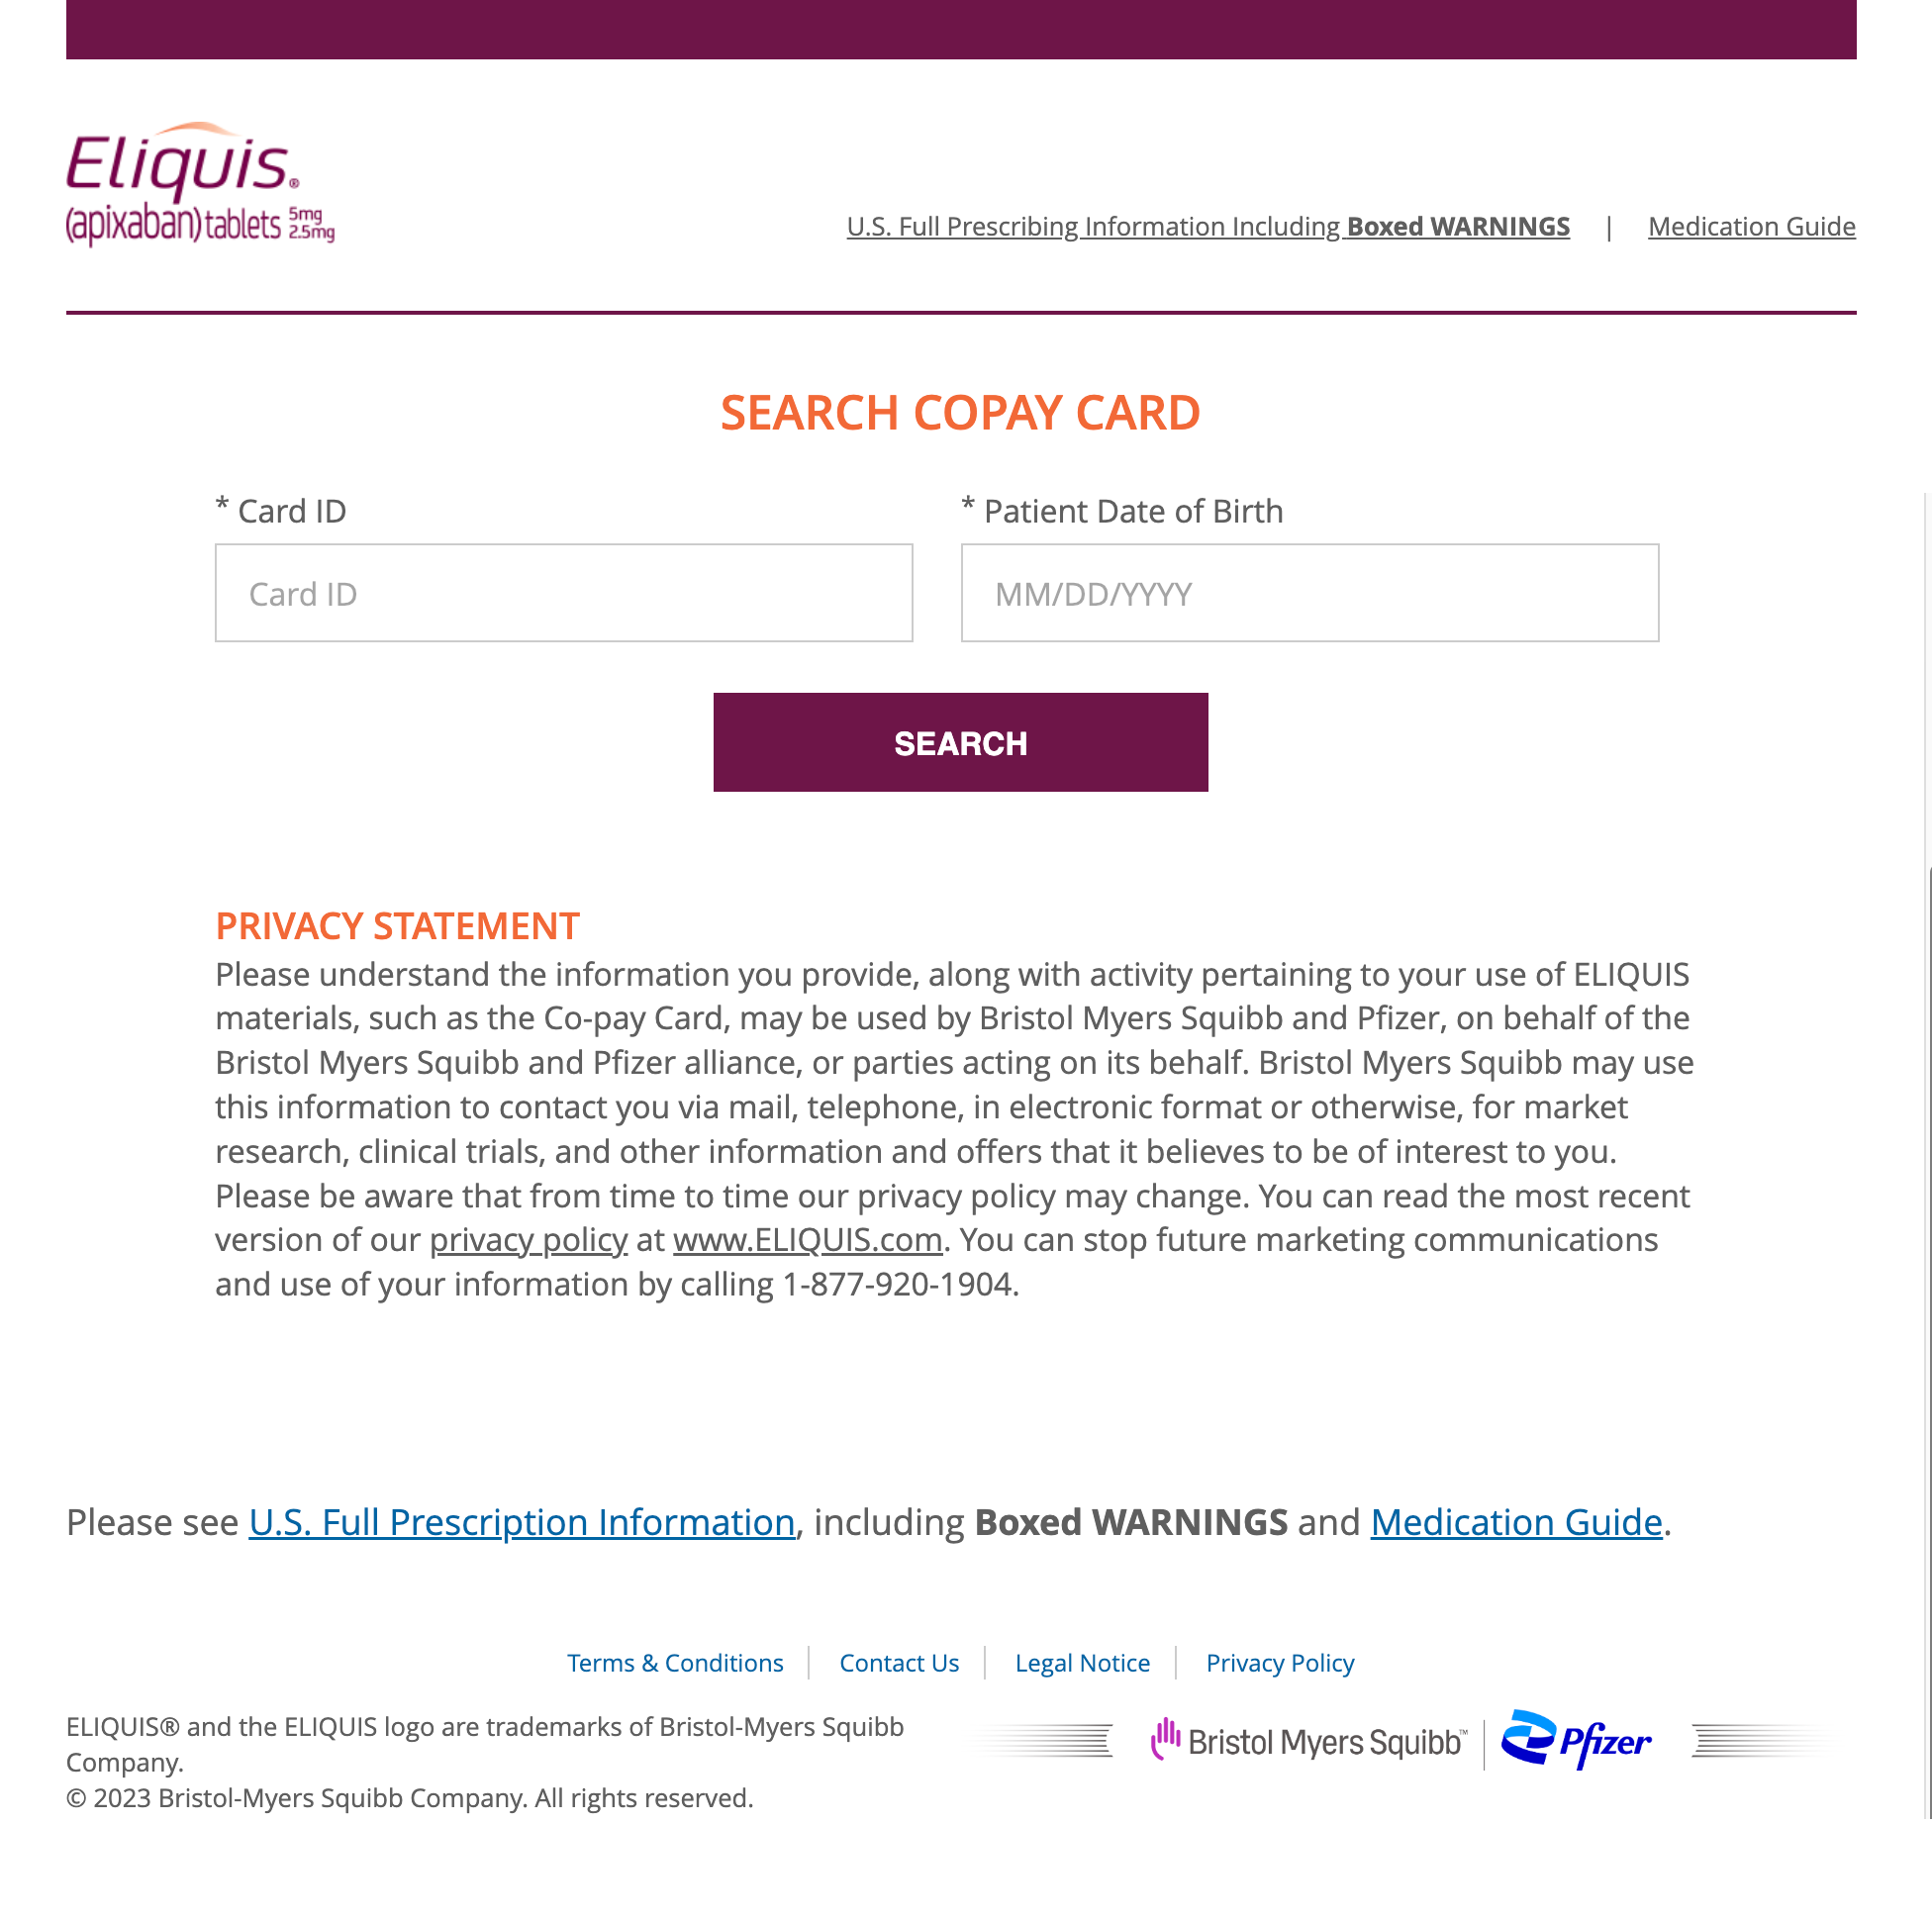 Eliquis®
(apixaban) tablets 5mg
2.5mg
U.S. Full Prescribing Information Including Boxed WARNINGS | Medication Guide
SEARCH COPAY CARD
* Card ID
* Patient Date of Birth
Card ID
MM/DD/YYYY
SEARCH
PRIVACY STATEMENT
Please understand the information you provide, along with activity pertaining to your use of ELIQUIS
materials, such as the Co-pay Card, may be used by Bristol Myers Squibb and Pfizer, on behalf of the
Bristol Myers Squibb and Pfizer alliance, or parties acting on its behalf. Bristol Myers Squibb may use
this information to contact you via mail, telephone, in electronic format or otherwise, for market
research, clinical trials, and other information and offers that it believes to be of interest to you.
Please be aware that from time to time our privacy policy may change. You can read the most recent
version of our privacy policy at www.ELIQUIS.com. You can stop future marketing communications
and use of your information by calling 1-877-920-1904.
Please see U.S. Full Prescription Information, including Boxed WARNINGS and Medication Guide.
Terms & Conditions
Contact Us
Legal Notice
Privacy Policy
ELIQUIS® and the ELIQUIS logo are trademarks of Bristol-Myers Squibb
Company.
© 2023 Bristol-Myers Squibb Company. All rights reserved.
Bristol Myers Squibb™
Pfizer